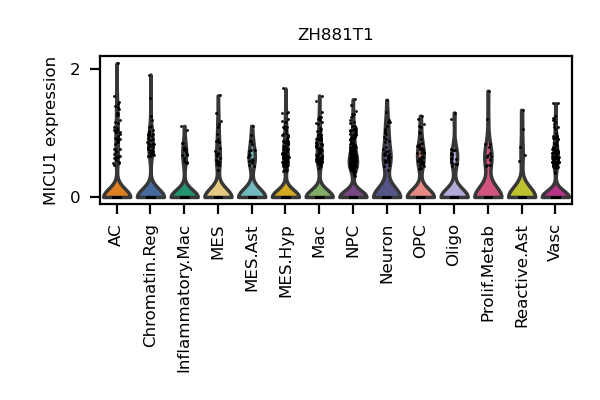 ZH881T1
MICU1 expression
2
0
AC
Chromatin.Reg
Inflammatory.Mac
MES
MES.Ast
MES.Hyp
Mac
NPC
Neuron
OPC
Oligo
Prolif.Metab
Reactive.Ast
Vasc